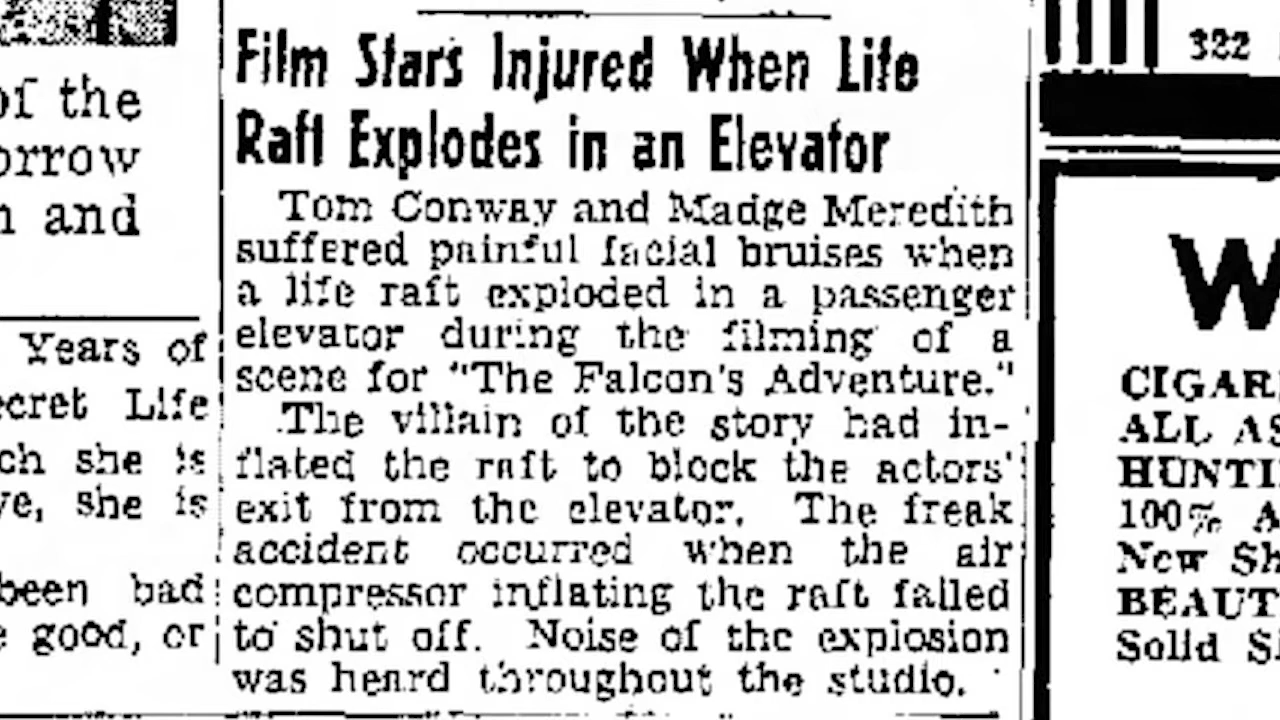 of the
orrow
n and
Years of
ecret Life
ch she is
ve, she is
been bad
e good, or
Film Stars Injured When Life
Raft Explodes in an Elevator
Tom Conway and Madge Meredith
suffered painful facial bruises when
a life raft exploded in a passenger
elevator during the filming of a
scene for "The Falcon's Adventure."
The villain of the story had in-
flated the raft to block the actors'
exit from the elevator. The freak
accident occurred when the air
compressor inflating the raft failed
to shut off. Noise of the explosion
was heard throughout the studio.
322
W
CIGAR
ALL AS
HUNTI
100% A
New Sh
BEAUT
Solid S